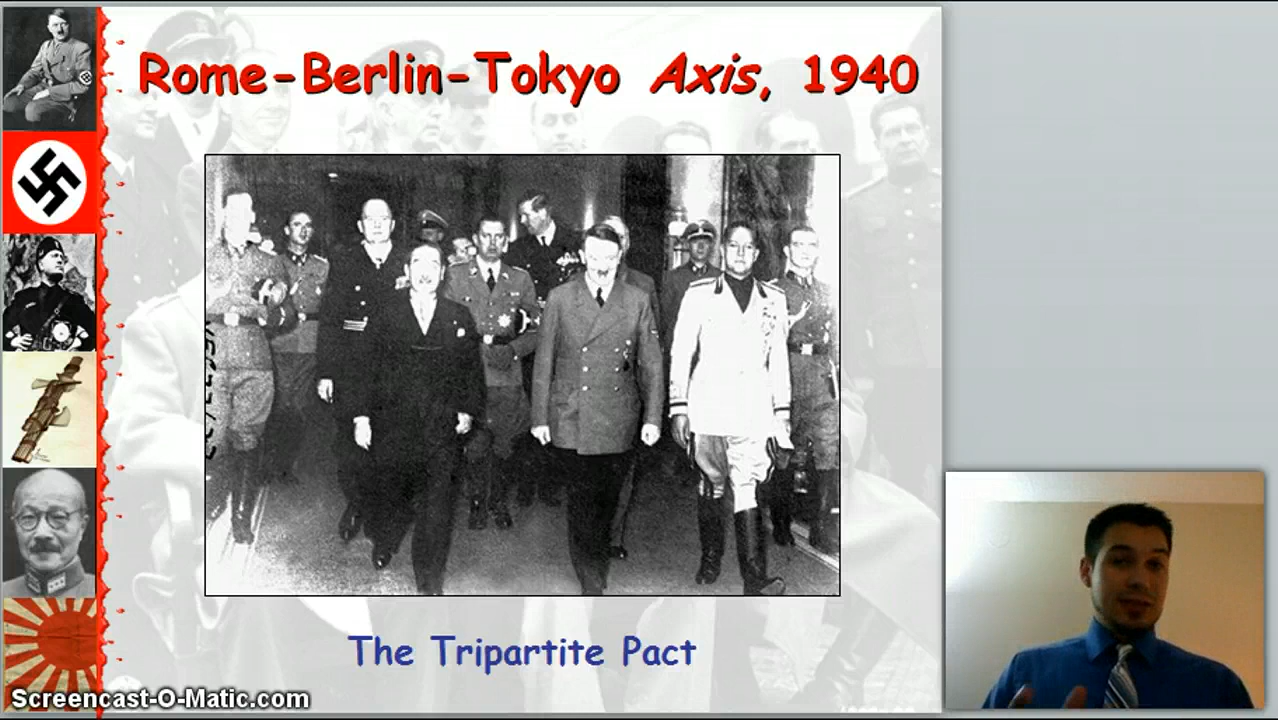 Rome-Berlin-Tokyo Axis, 1940
The Tripartite Pact
Screencast-O-Matic.com